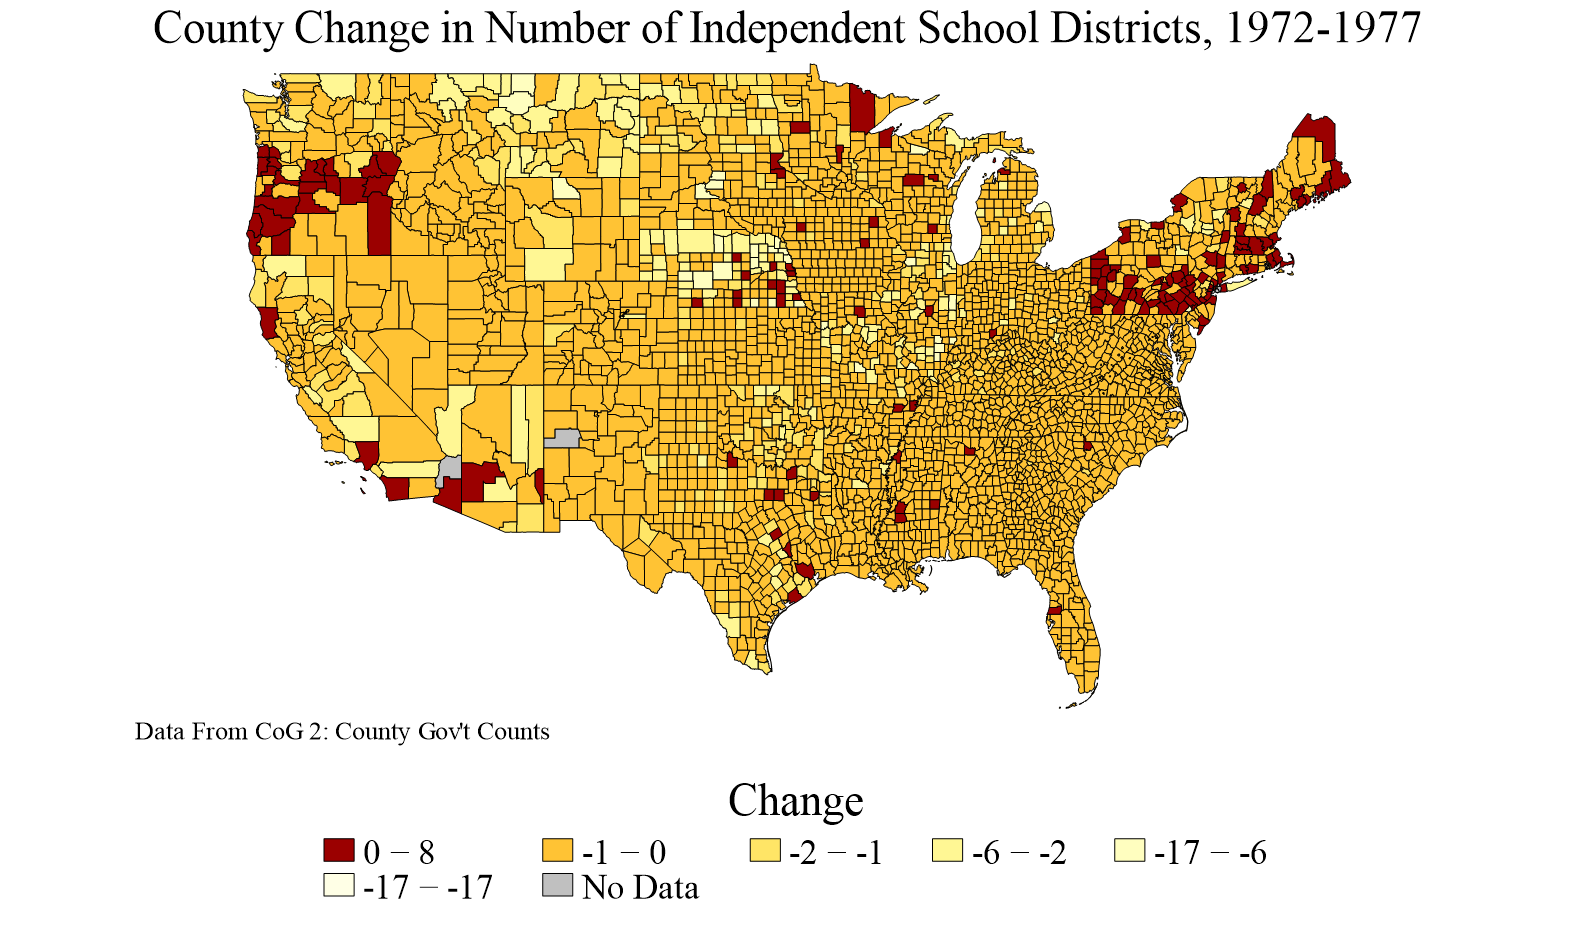 County Change in Number of Independent School Districts, 1972-1977
Data From CoG 2: County Gov't Counts
Change
0 − 8
-1 − 0
-2 − -1
-6 − -2
-17 − -6
-17 − -17
No Data